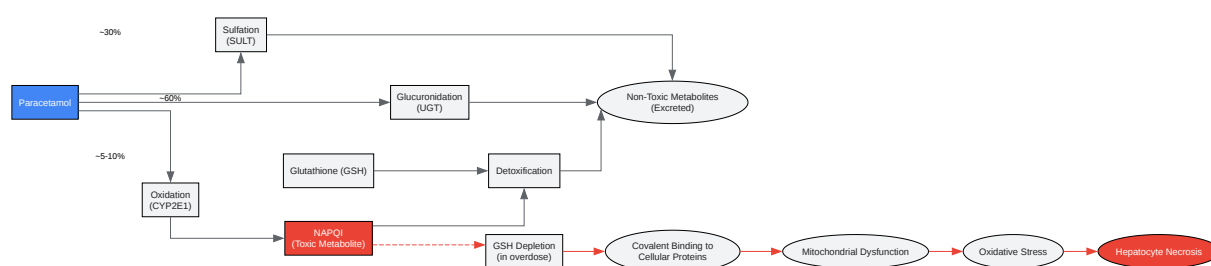 ~30%
Sulfation
(SULT)
Paracetamol
~60%
Glucuronidation
(UGT)
Non-Toxic Metabolites
(Excreted)
~5-10%
Glutathione (GSH)
Detoxification
Oxidation
(CYP2E1)
NAPQI
(Toxic Metabolite)
GSH Depletion
(in overdose)
Covalent Binding to
Cellular Proteins
Mitochondrial Dysfunction
Oxidative Stress
Hepatocyte Necrosis